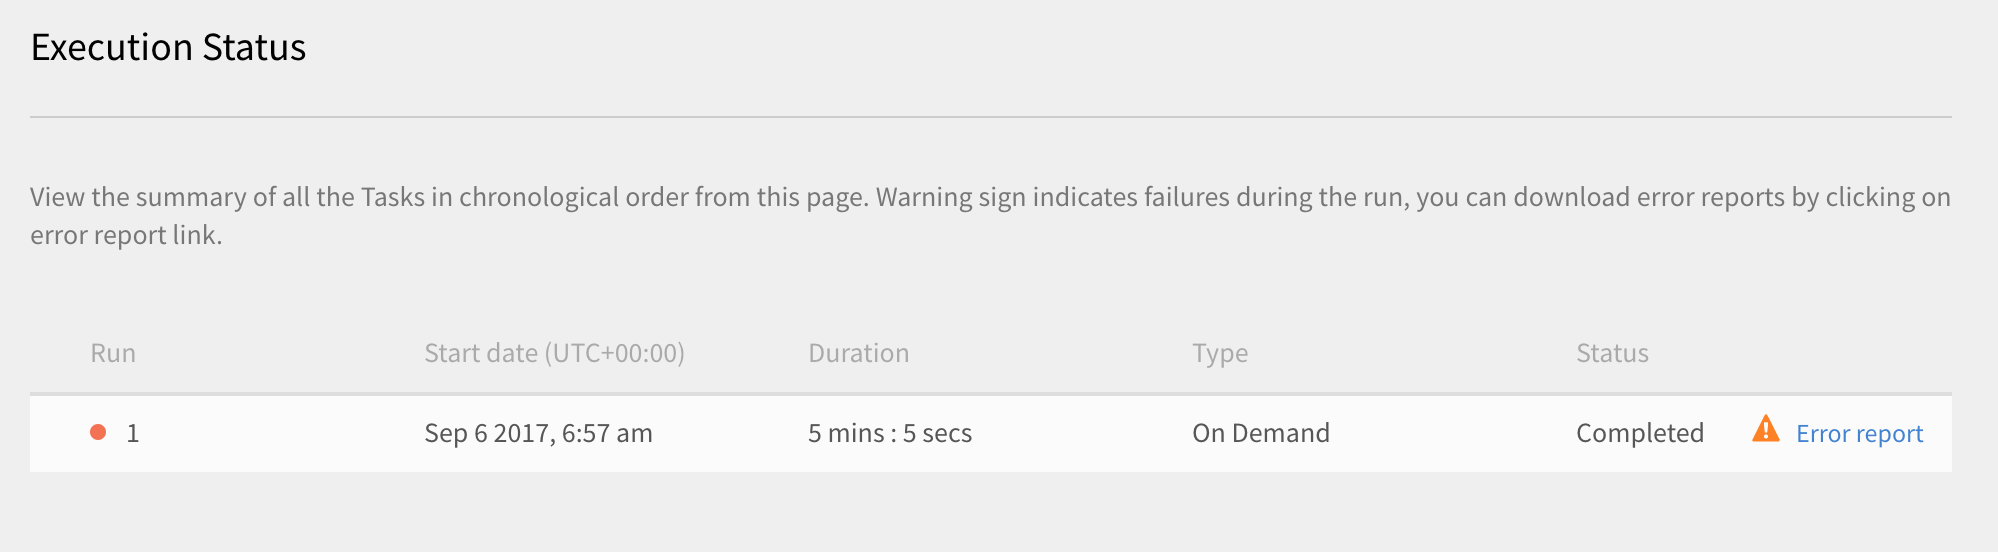 Execution Status
View the summary of all the Tasks in chronological order from this page. Warning sign indicates failures during the run, you can download error reports by clicking on
error report link.
Run Start date (UTC+00:00) Duration Type Status
1 Sep 6 2017, 6:57 am 5 mins : 5 secs On Demand Completed Error report